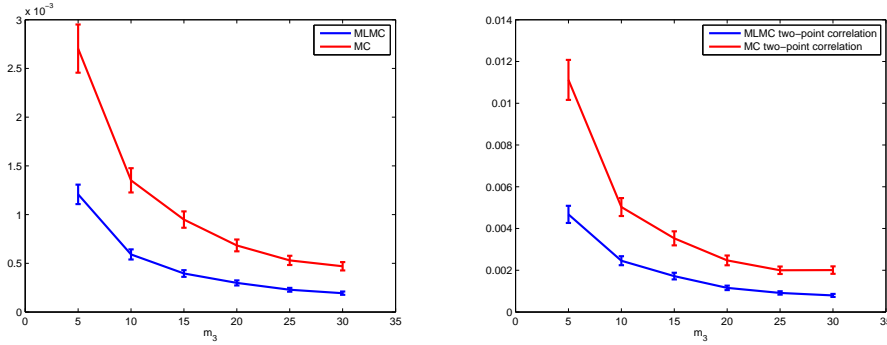 x 10⁻³
3
2.5
2
1.5
1
0.5
0
0 5 10 15 20 25 30 35
m₃
MLMC
MC
0.014
0.012
0.01
0.008
0.006
0.004
0.002
0
0 5 10 15 20 25 30 35
m₃
MLMC two−point correlation
MC two−point correlation